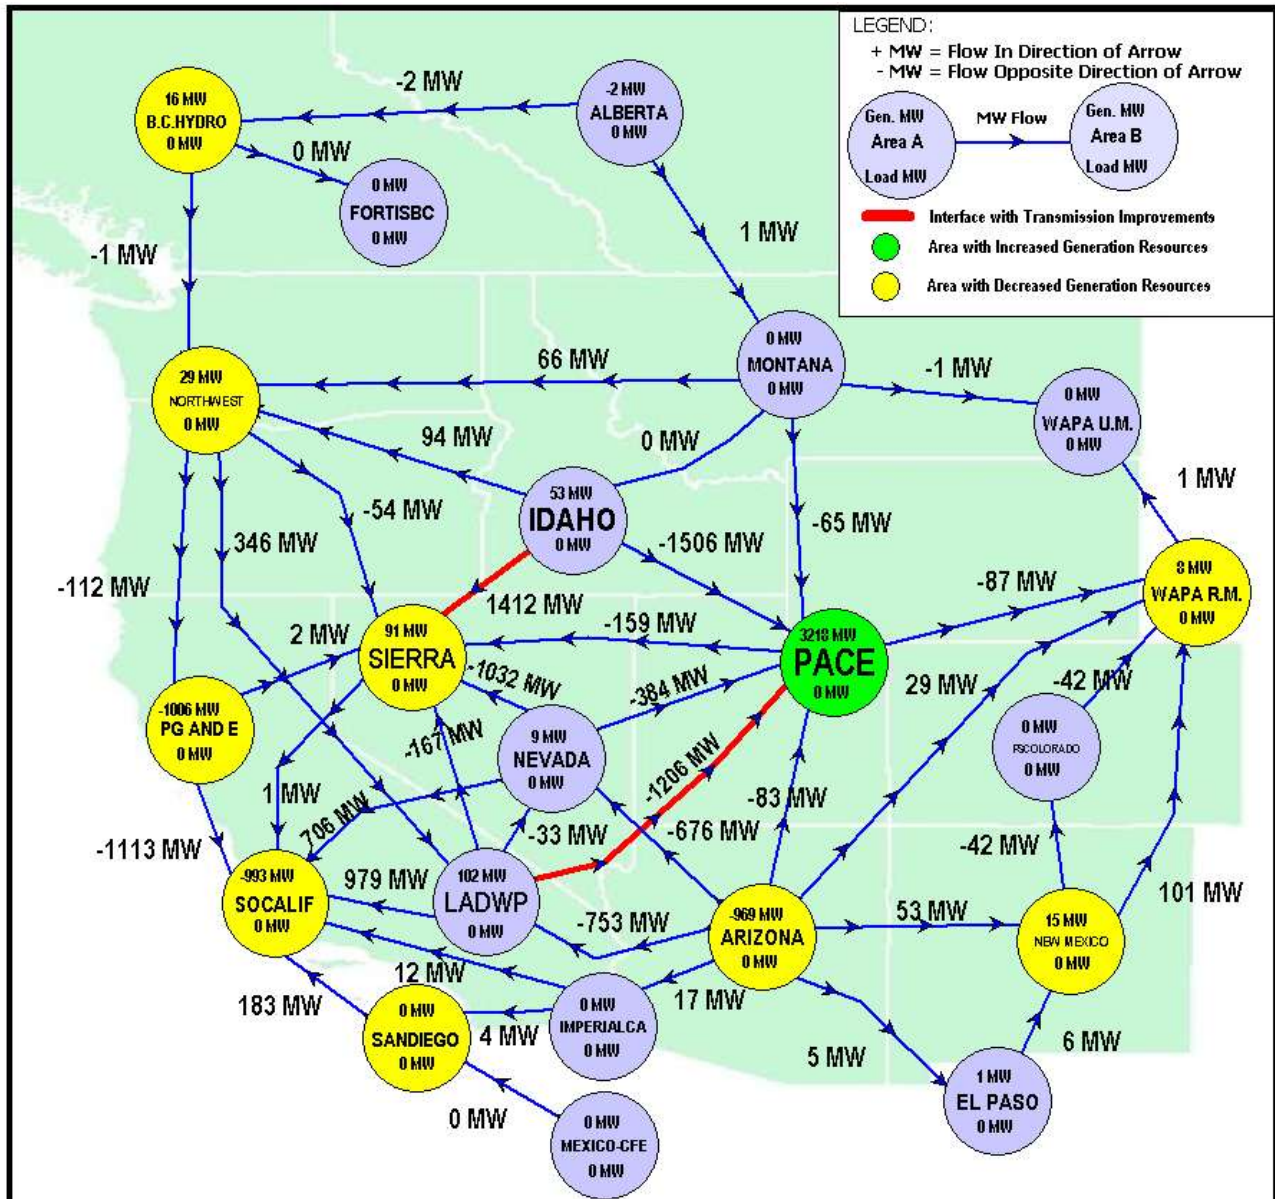 LEGEND:
+ MW = Flow In Direction of Arrow
- MW = Flow Opposite Direction of Arrow
Gen. MW
Area A
Load MW
MW Flow
Gen. MW
Area B
Load MW
Interface with Transmission Improvements
Area with Increased Generation Resources
Area with Decreased Generation Resources
16 MW
B.C.HYDRO
0 MW
-2 MW
-2 MW
ALBERTA
0 MW
0 MW
0 MW
FORTISBC
0 MW
-1 MW
1 MW
0 MW
MONTANA
0 MW
66 MW
-1 MW
0 MW
WAPA U.M.
0 MW
29 MW
NORTHWEST
0 MW
94 MW
0 MW
1 MW
53 MW
IDAHO
0 MW
-54 MW
346 MW
-65 MW
-1506 MW
-112 MW
1412 MW
-87 MW
8 MW
WAPA R.M.
0 MW
2 MW
91 MW
SIERRA
0 MW
-159 MW
3218 MW
PACE
0 MW
-1032 MW
-384 MW
29 MW
-42 MW
-1006 MW
PG AND E
0 MW
-167 MW
9 MW
NEVADA
0 MW
0 MW
PSCOLORADO
0 MW
1 MW
706 MW
-1206 MW
-83 MW
-33 MW
-676 MW
-1113 MW
-42 MW
-993 MW
SOCALIF
0 MW
979 MW
102 MW
LADWP
0 MW
101 MW
-753 MW
-969 MW
ARIZONA
0 MW
53 MW
15 MW
NEW MEXICO
0 MW
12 MW
17 MW
183 MW
0 MW
SANDIEGO
0 MW
4 MW
0 MW
IMPERIALCA
0 MW
5 MW
6 MW
1 MW
EL PASO
0 MW
0 MW
0 MW
MEXICO-CFE
0 MW